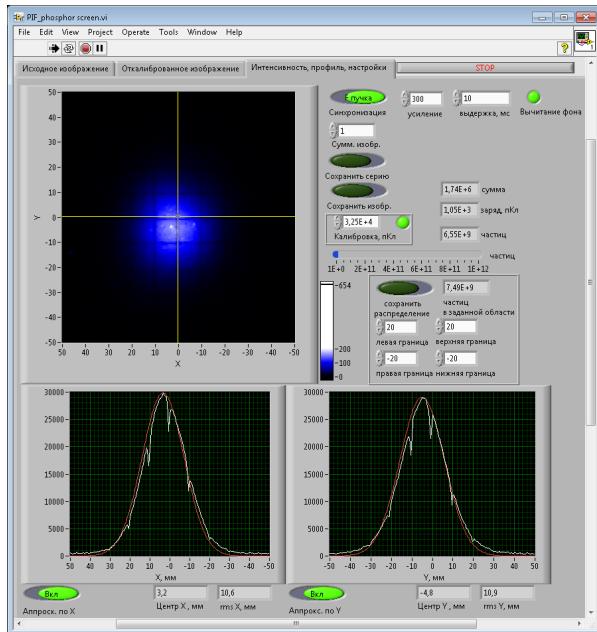 PIF_phosphor screen.vi
File Edit View Project Operate Tools Window Help
Исходное изображение Откалиброванное изображение Интенсивность, профиль, настройки STOP
50
40
30
20
10
0
-10
-20
-30
-40
-50
Y
50 40 30 20 10 0 -10 -20 -30 -40 -50
X
пучка 300 10
Синхронизация усиление выдержка, мс Вычитание фона
1
Сумм. изобр.
Сохранить серию
Сохранить изобр.
3,25E+4
Калибровка, пКл
1,74E+6 сумма
1,05E+3 заряд, пКл
6,55E+9 частиц
частиц
1E+0 2E+11 4E+11 6E+11 8E+11 1E+12
-654
-200
-100
-0
7,49E+9
сохранить распределение
частиц в заданной области
20 20
левая граница верхняя граница
-20 -20
правая граница нижняя граница
30000
25000
20000
15000
10000
5000
0
50 40 30 20 10 -0 -10 -20 -30 -40 -50
X, мм
30000
25000
20000
15000
10000
5000
0
-50 -40 -30 -20 -10 0 10 20 30 40 50
Y, мм
Вкл 3,2 10,6
Аппрокс. по X Центр X , мм rms X, мм
Вкл -4,8 10,9
Аппрокс. по Y Центр Y , мм rms Y, мм